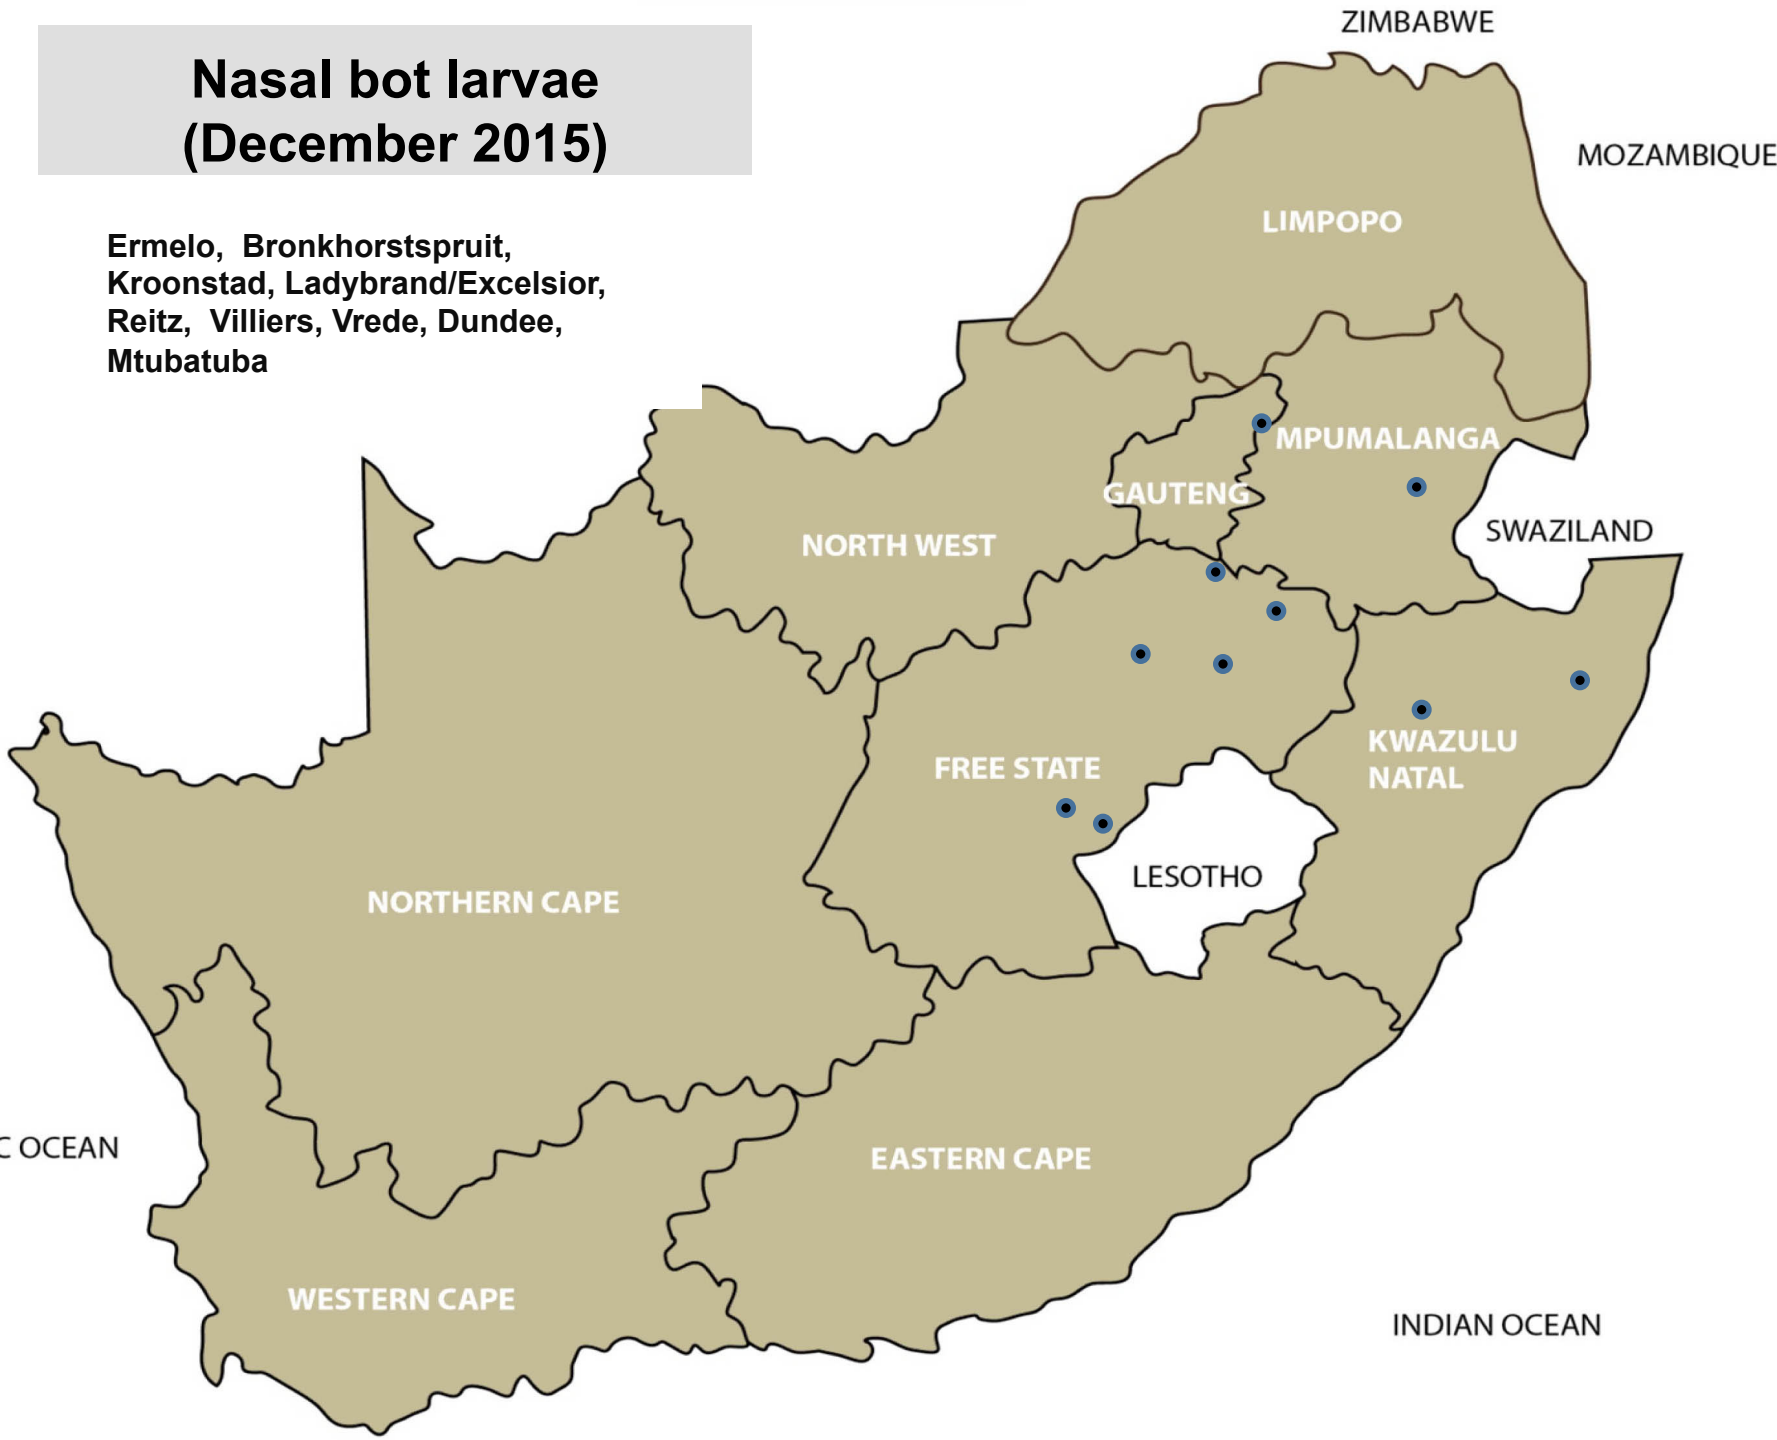 Nasal bot larvae
(December 2015)
Ermelo, Bronkhorstspruit,
Kroonstad, Ladybrand/Excelsior,
Reitz, Villiers, Vrede, Dundee,
Mtubatuba
ZIMBABWE
MOZAMBIQUE
LIMPOPO
MPUMALANGA
GAUTENG
SWAZILAND
NORTH WEST
KWAZULU
NATAL
FREE STATE
LESOTHO
NORTHERN CAPE
C OCEAN
EASTERN CAPE
WESTERN CAPE
INDIAN OCEAN